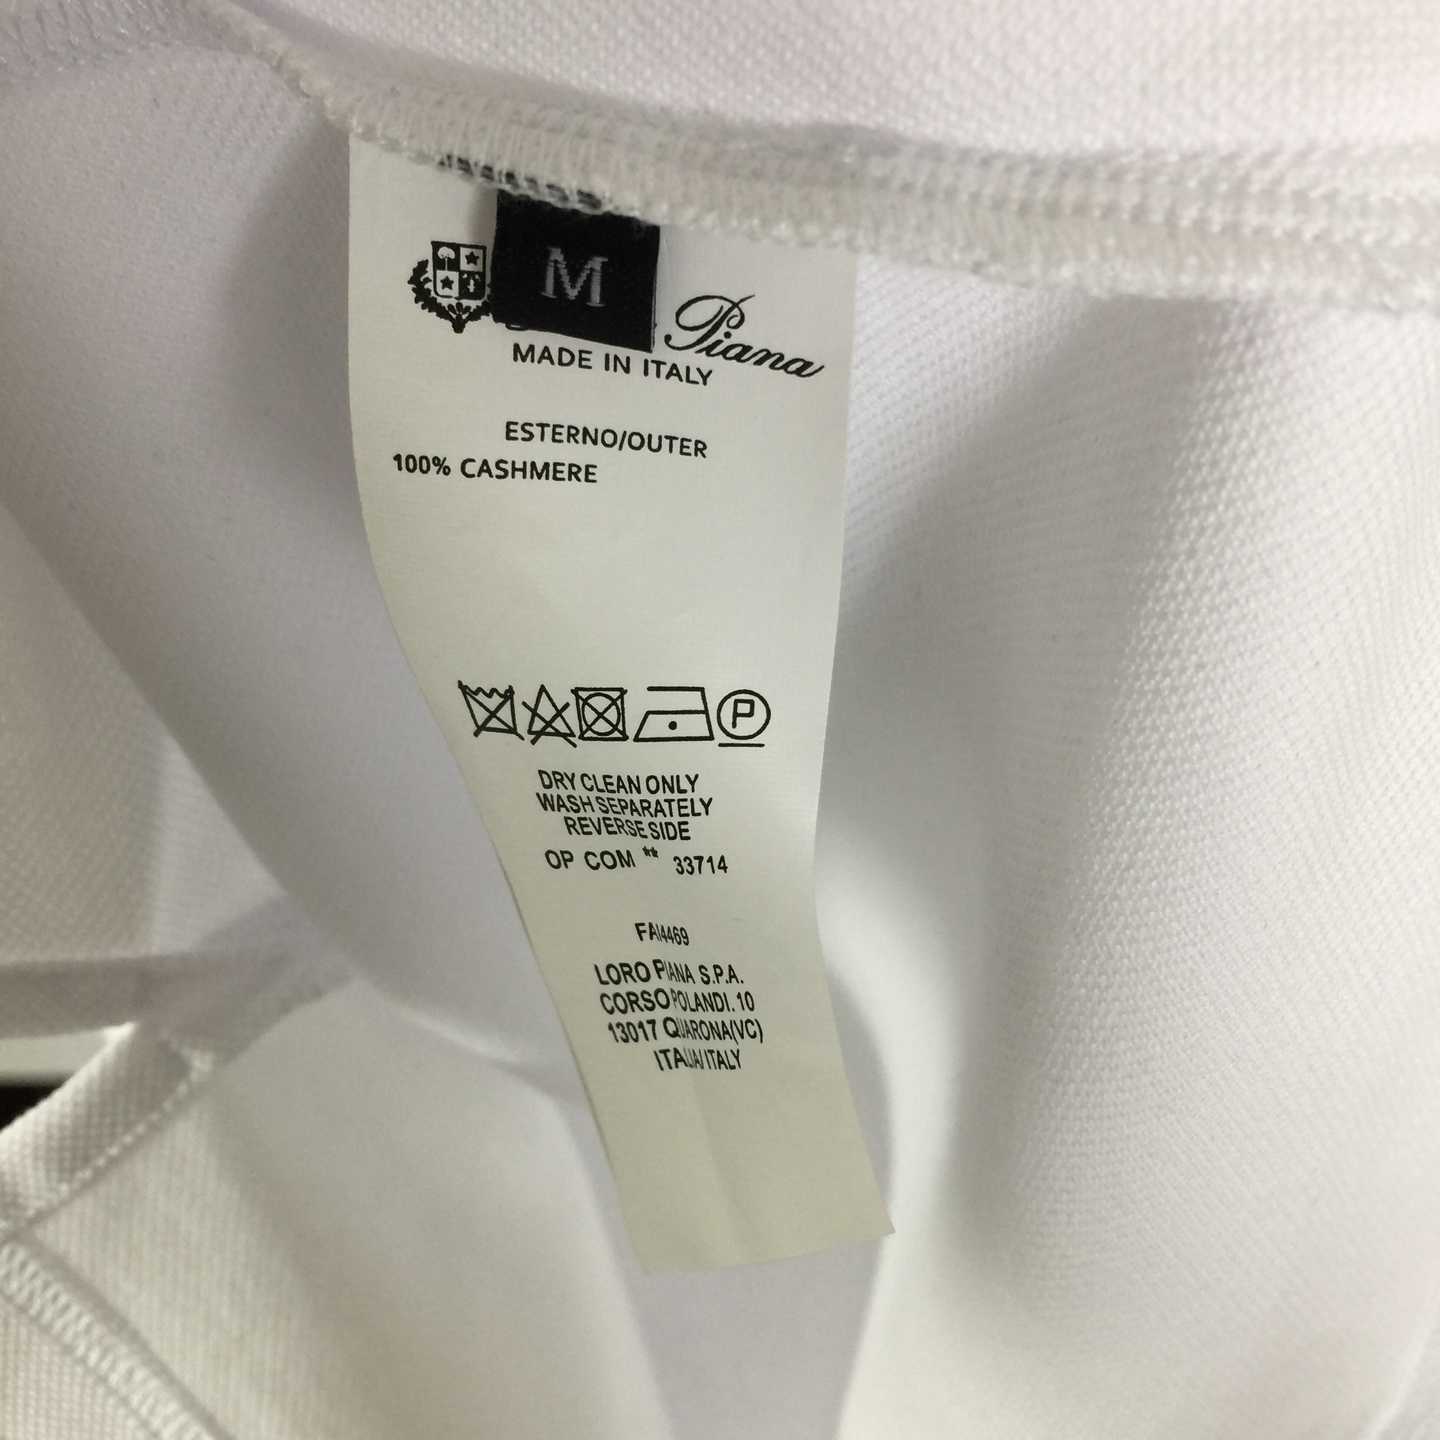 M
Piana
MADE IN ITALY
ESTERNO/OUTER
100% CASHMERE
P
DRY CLEAN ONLY
WASH SEPARATELY
REVERSE SIDE
OP COM ** 33714
FAI4469
LORO PIANA S.P.A.
CORSO POLANDI. 10
13017 QUARONA(VC)
ITALIA/ITALY